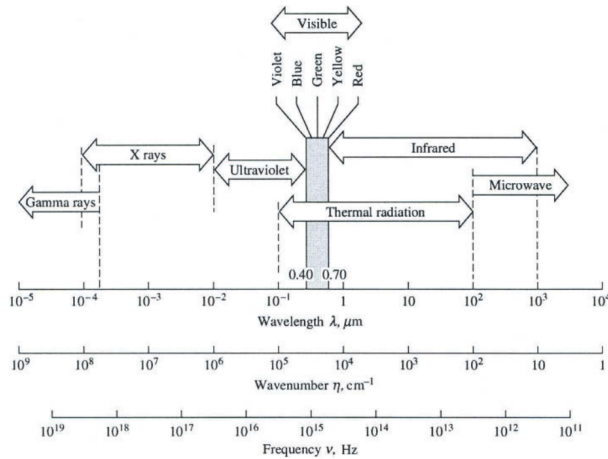 Visible
Violet
Blue
Green
Yellow
Red
X rays
Infrared
Ultraviolet
Microwave
Gamma rays
Thermal radiation
0.40 0.70
10⁻⁵ 10⁻⁴ 10⁻³ 10⁻² 10⁻¹ 1 10 10² 10³ 10⁴
Wavelength λ, μm
10⁹ 10⁸ 10⁷ 10⁶ 10⁵ 10⁴ 10³ 10² 10 1
Wavenumber η, cm⁻¹
10¹⁹ 10¹⁸ 10¹⁷ 10¹⁶ 10¹⁵ 10¹⁴ 10¹³ 10¹² 10¹¹
Frequency ν, Hz